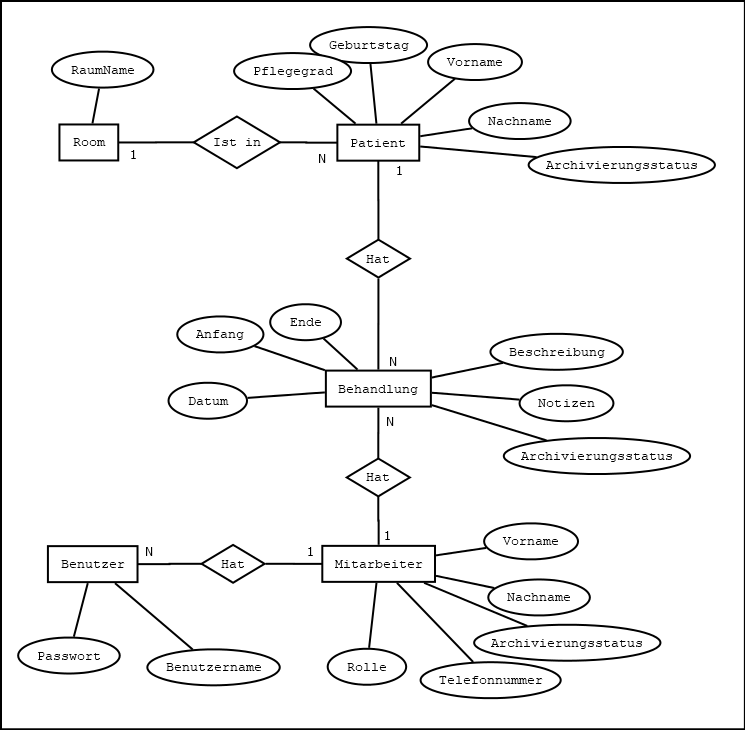 Geburtstag
Vorname
RaumName
Pflegegrad
Nachname
Room
1
Ist in
N
Patient
1
Archivierungsstatus
Hat
Ende
Anfang
N
Beschreibung
Behandlung
Datum
Notizen
N
Archivierungsstatus
Hat
1
Vorname
Benutzer
N
Hat
1
Mitarbeiter
Nachname
Archivierungsstatus
Passwort
Benutzername
Rolle
Telefonnummer